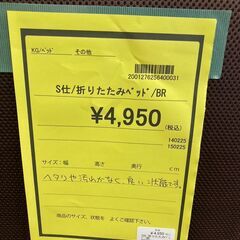 KG/ベッド その他
2001276256400031
S仕/折りたたみベッド/BR
¥4,950(税込)
140225
150225
サイズ:幅 高さ 奥行 cm
ヘタリや汚れがなく、良い状態です。
商品のサイズ、状態を よくご確認下さい。
¥4,950